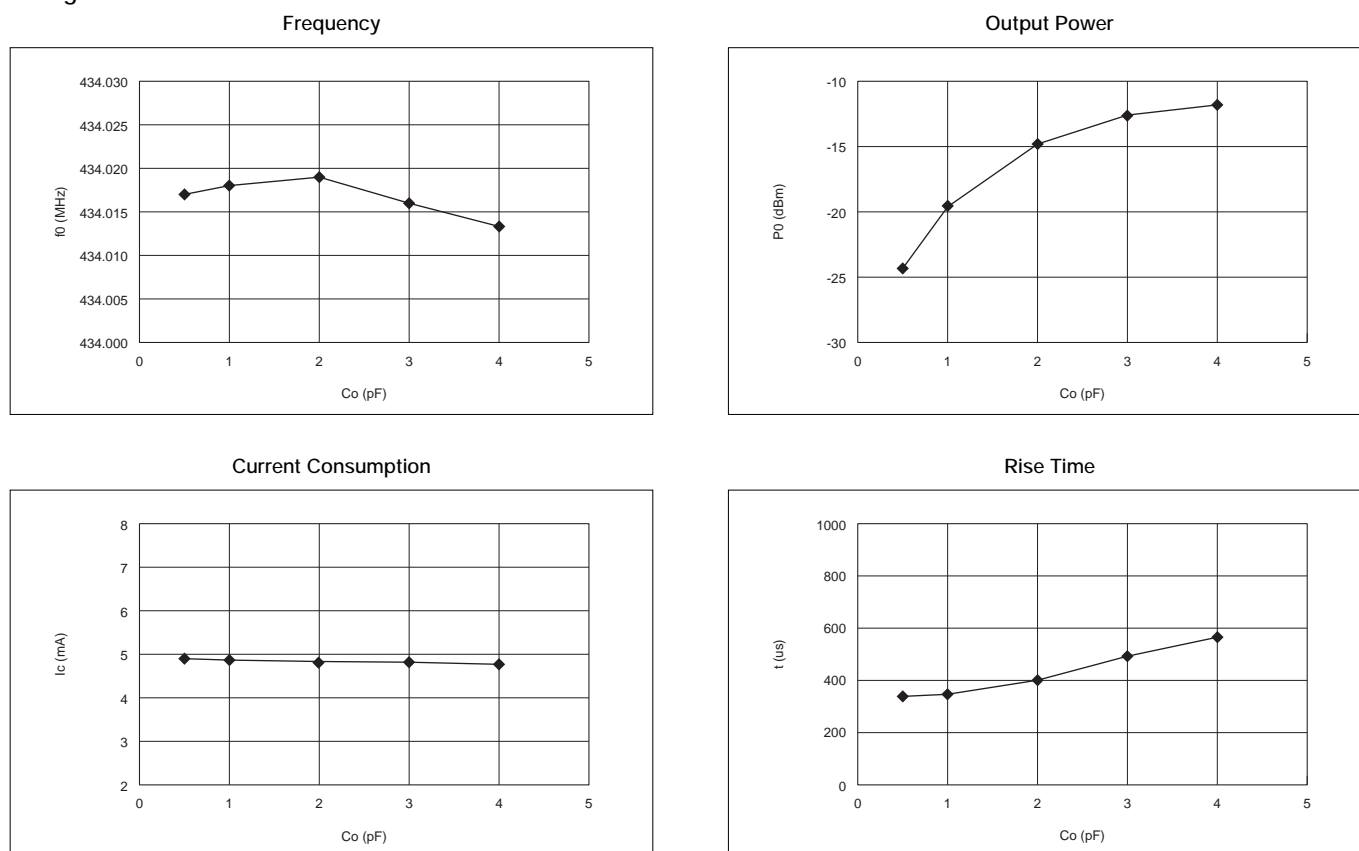 Frequency
434.030
434.025
434.020
434.015
434.010
434.005
434.000
f0 (MHz)
0 1 2 3 4 5
Co (pF)
Output Power
-10
-15
-20
-25
-30
P0 (dBm)
0 1 2 3 4 5
Co (pF)
Current Consumption
8
7
6
5
4
3
2
Ic (mA)
0 1 2 3 4 5
Co (pF)
Rise Time
1000
800
600
400
200
0
t (us)
0 1 2 3 4 5
Co (pF)